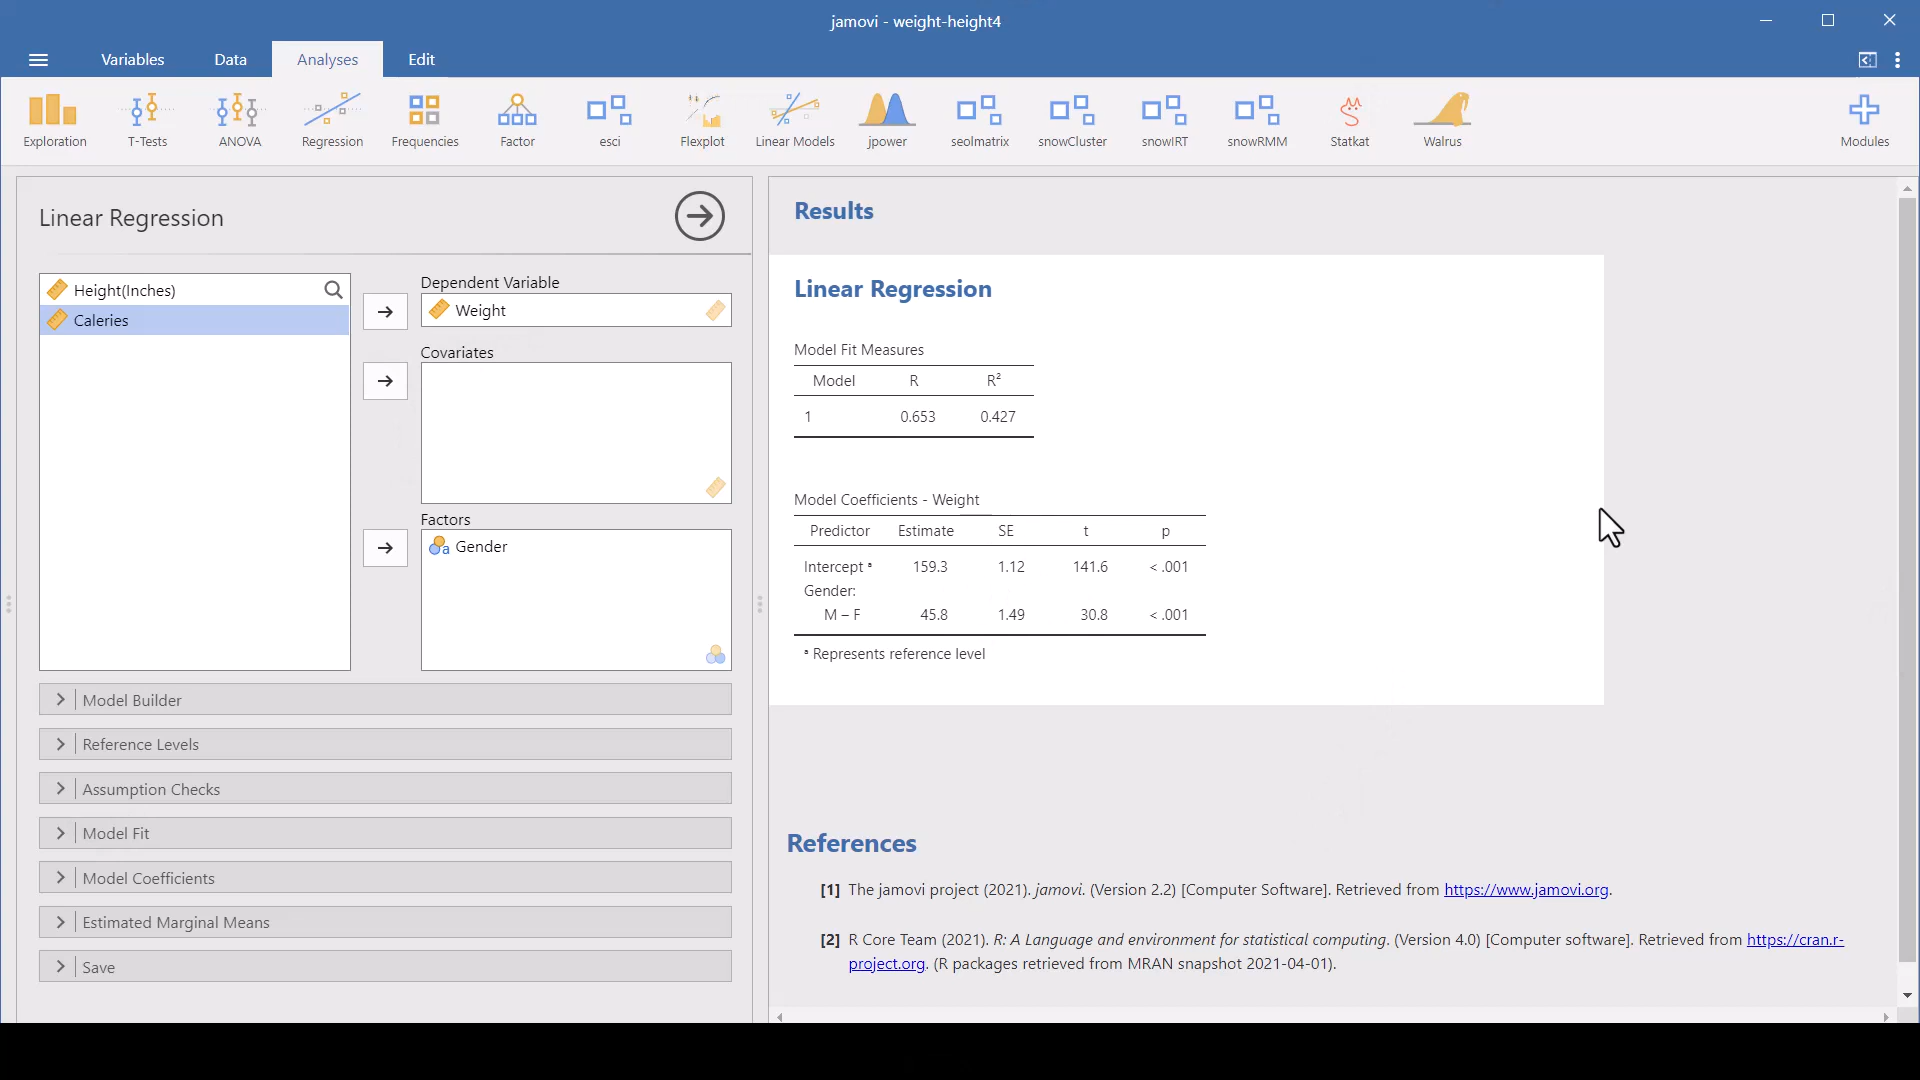 jamovi - weight-height4
Variables Data Analyses Edit
Exploration T-Tests ANOVA Regression Frequencies Factor esci Flexplot Linear Models jpower seolmatrix snowCluster snowIRT snowRMM Statkat Walrus Modules
Linear Regression
Height(Inches)
Caleries
Dependent Variable
Weight
Covariates
Factors
Gender
Model Builder
Reference Levels
Assumption Checks
Model Fit
Model Coefficients
Estimated Marginal Means
Save
Results
Linear Regression
Model Fit Measures
Model R R²
1 0.653 0.427
Model Coefficients - Weight
Predictor Estimate SE t p
Intercept ᵃ 159.3 1.12 141.6 < .001
Gender:
M – F 45.8 1.49 30.8 < .001
ᵃ Represents reference level
References
[1] The jamovi project (2021). jamovi. (Version 2.2) [Computer Software]. Retrieved from https://www.jamovi.org.
[2] R Core Team (2021). R: A Language and environment for statistical computing. (Version 4.0) [Computer software]. Retrieved from https://cran.r-
project.org. (R packages retrieved from MRAN snapshot 2021-04-01).